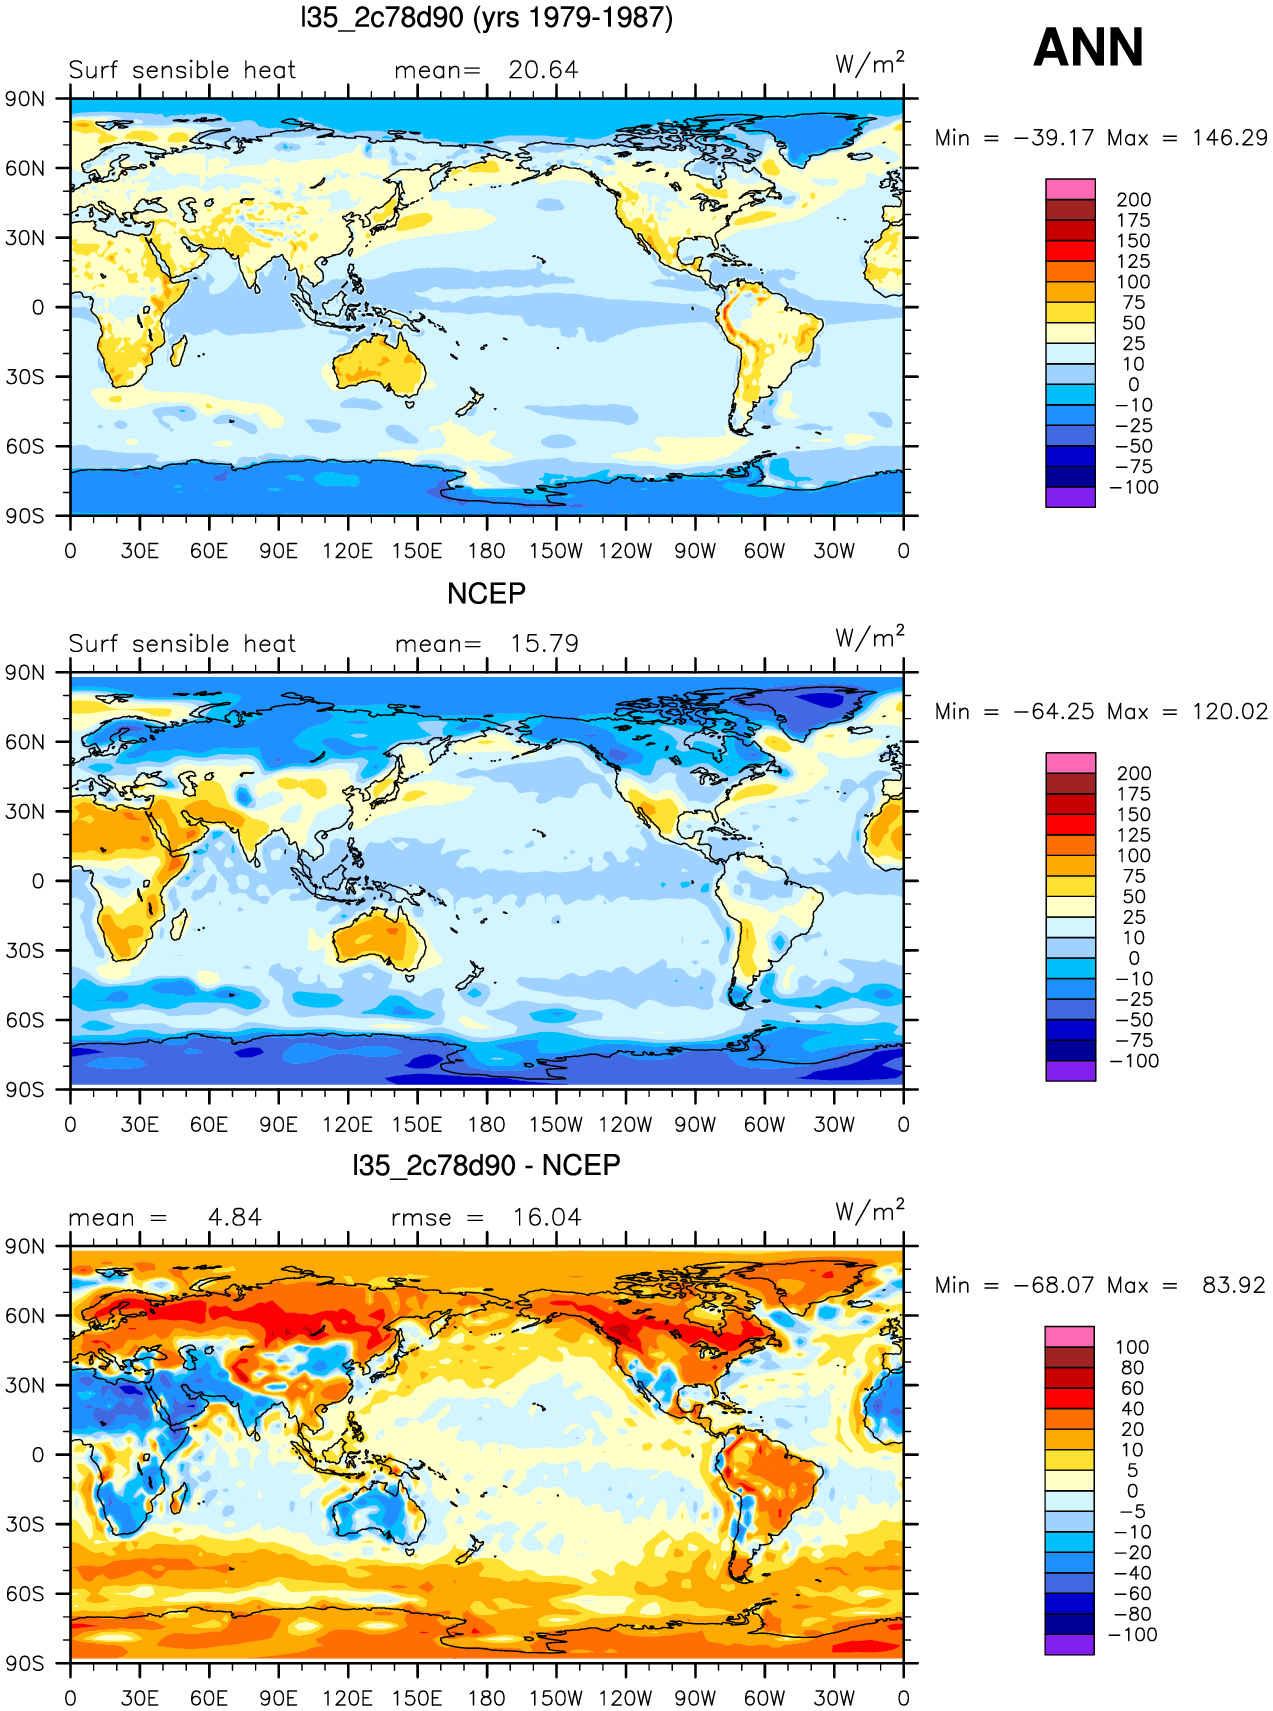 l35_2c78d90 (yrs 1979-1987)
ANN
Surf sensible heat mean= 20.64 W/m²
Min = −39.17 Max = 146.29
90N
60N
30N
0
30S
60S
90S
0 30E 60E 90E 120E 150E 180 150W 120W 90W 60W 30W 0
200
175
150
125
100
75
50
25
10
0
−10
−25
−50
−75
−100
NCEP
Surf sensible heat mean= 15.79 W/m²
Min = −64.25 Max = 120.02
90N
60N
30N
0
30S
60S
90S
0 30E 60E 90E 120E 150E 180 150W 120W 90W 60W 30W 0
200
175
150
125
100
75
50
25
10
0
−10
−25
−50
−75
−100
l35_2c78d90 - NCEP
mean = 4.84 rmse = 16.04 W/m²
Min = −68.07 Max = 83.92
90N
60N
30N
0
30S
60S
90S
0 30E 60E 90E 120E 150E 180 150W 120W 90W 60W 30W 0
100
80
60
40
20
10
5
0
−5
−10
−20
−40
−60
−80
−100